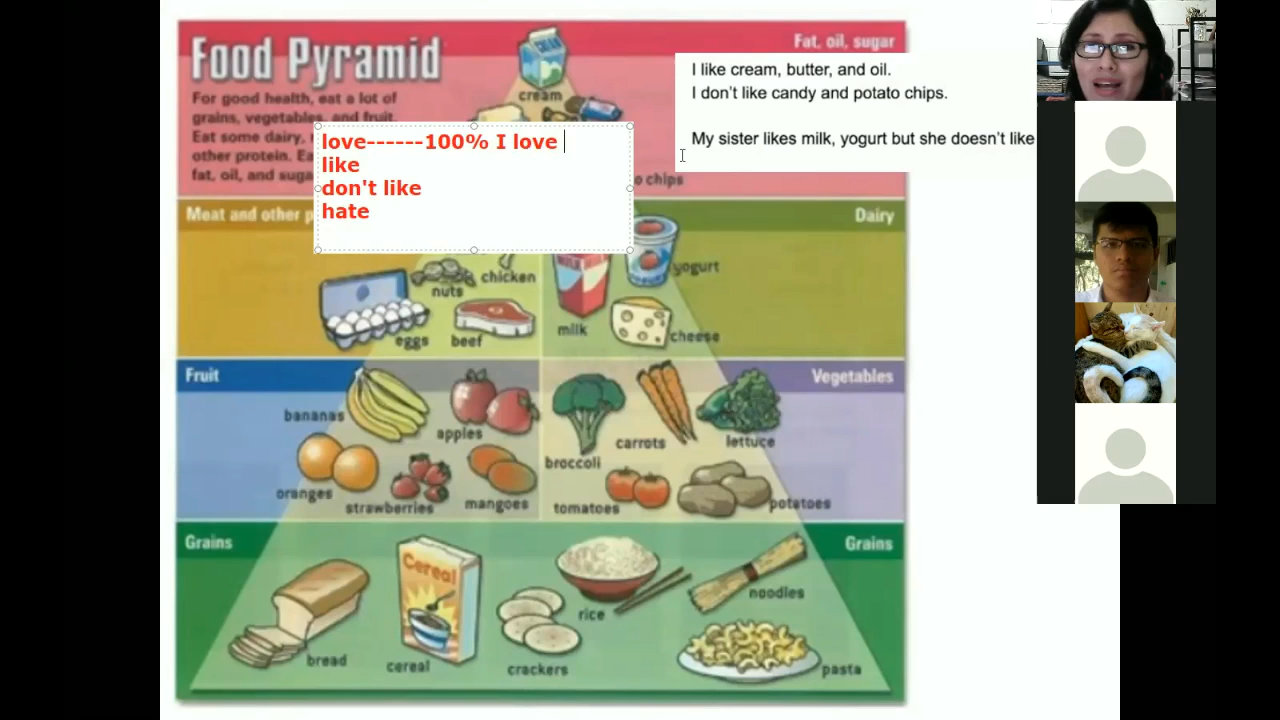 Food Pyramid
Fat, oil, sugar
For good health, eat a lot of
grains, vegetables, and fruit.
Eat some dairy,
other protein.
fat, oil, and
cream
I like cream, butter, and oil.
I don't like candy and potato chips.
My sister likes milk, yogurt but she doesn't like
love------100% I love
like
don't like
hate
chips
Meat and other
Dairy
chicken
nuts
eggs
beef
yogurt
milk
cheese
Fruit
Vegetables
bananas
apples
oranges
strawberries
mangoes
broccoli
carrots
lettuce
tomatoes
potatoes
Grains
Grains
Cereal
bread
cereal
crackers
rice
noodles
pasta